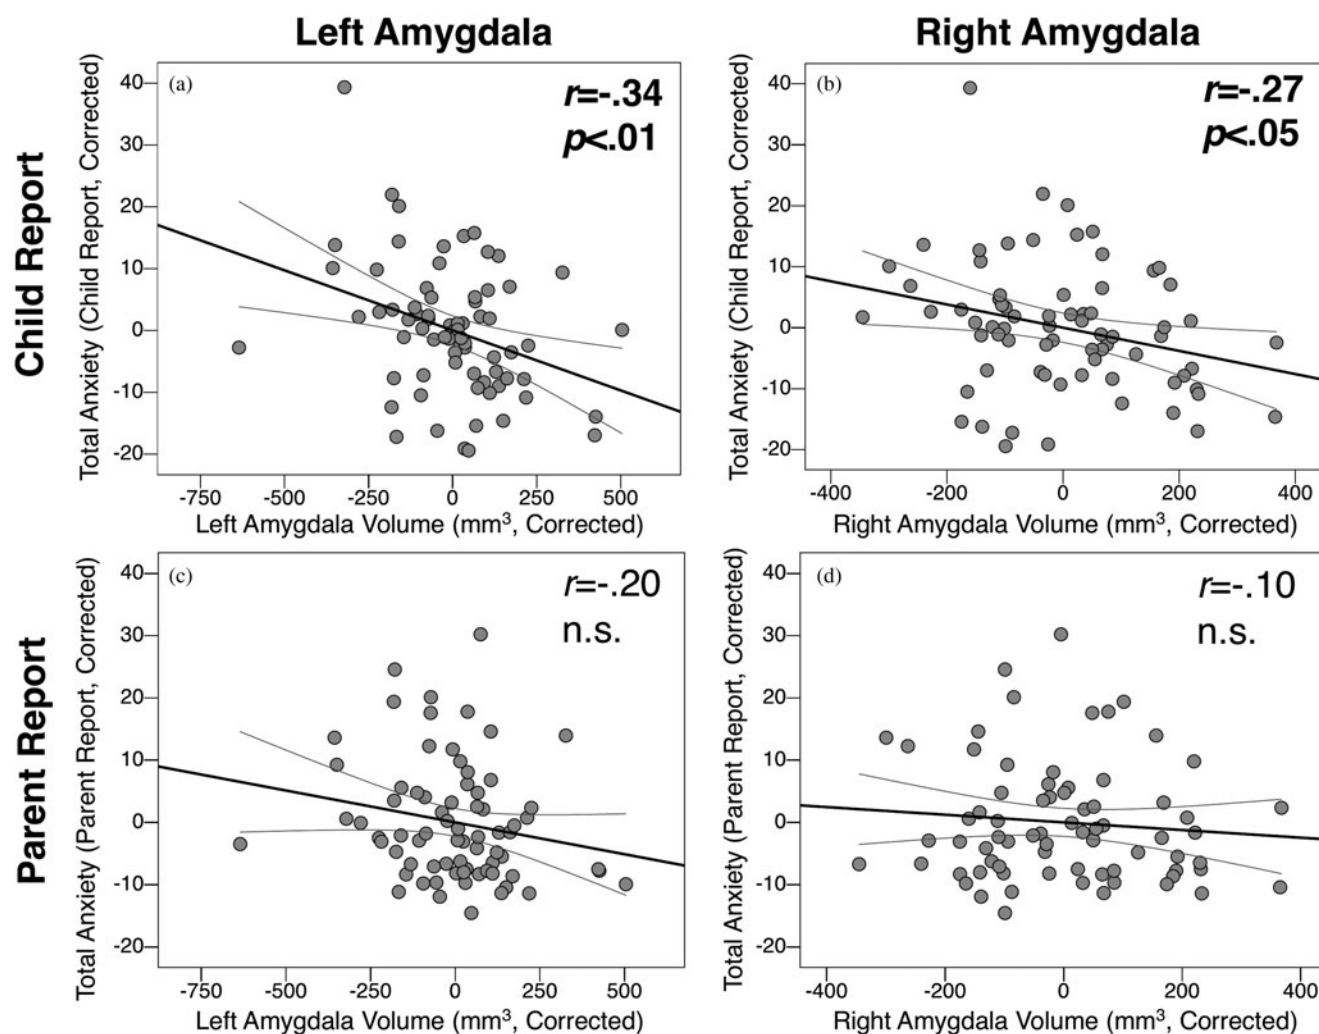 Left Amygdala
Right Amygdala
Child Report
Total Anxiety (Child Report, Corrected)
(a)
r=-.34
p<.01
40
30
20
10
0
-10
-20
-750
-500
-250
0
250
500
Left Amygdala Volume (mm³, Corrected)
Total Anxiety (Child Report, Corrected)
(b)
r=-.27
p<.05
40
30
20
10
0
-10
-20
-400
-200
0
200
400
Right Amygdala Volume (mm³, Corrected)
Parent Report
Total Anxiety (Parent Report, Corrected)
(c)
r=-.20
n.s.
40
30
20
10
0
-10
-20
-750
-500
-250
0
250
500
Left Amygdala Volume (mm³, Corrected)
Total Anxiety (Parent Report, Corrected)
(d)
r=-.10
n.s.
40
30
20
10
0
-10
-20
-400
-200
0
200
400
Right Amygdala Volume (mm³, Corrected)